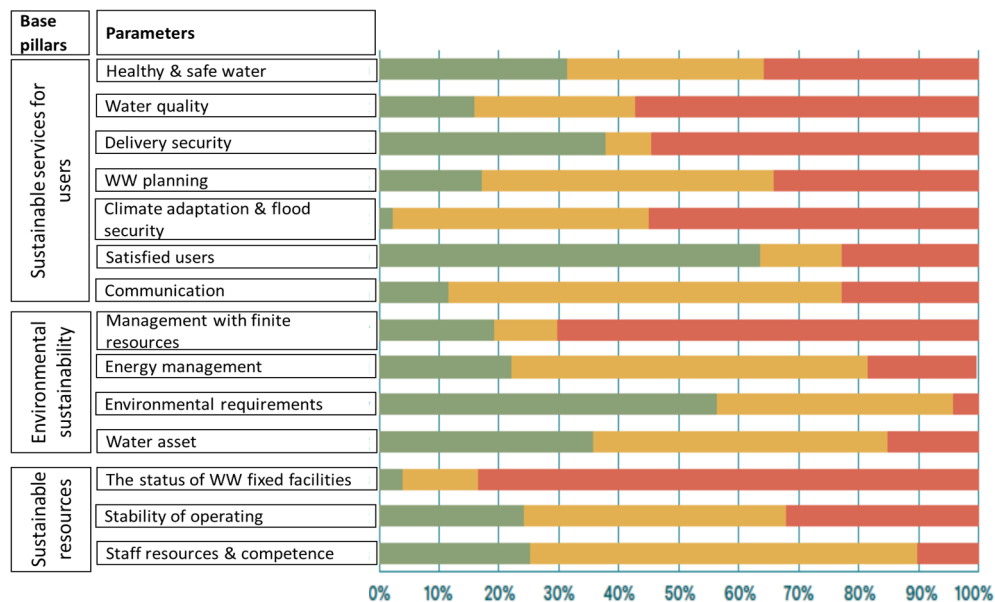 Base
pillars
Parameters
Sustainable services for
users
Healthy & safe water
Water quality
Delivery security
WW planning
Climate adaptation & flood
security
Satisfied users
Communication
Environmental
sustainability
Management with finite
resources
Energy management
Environmental requirements
Water asset
Sustainable
resources
The status of WW fixed facilities
Stability of operating
Staff resources & competence
0% 10% 20% 30% 40% 50% 60% 70% 80% 90% 100%